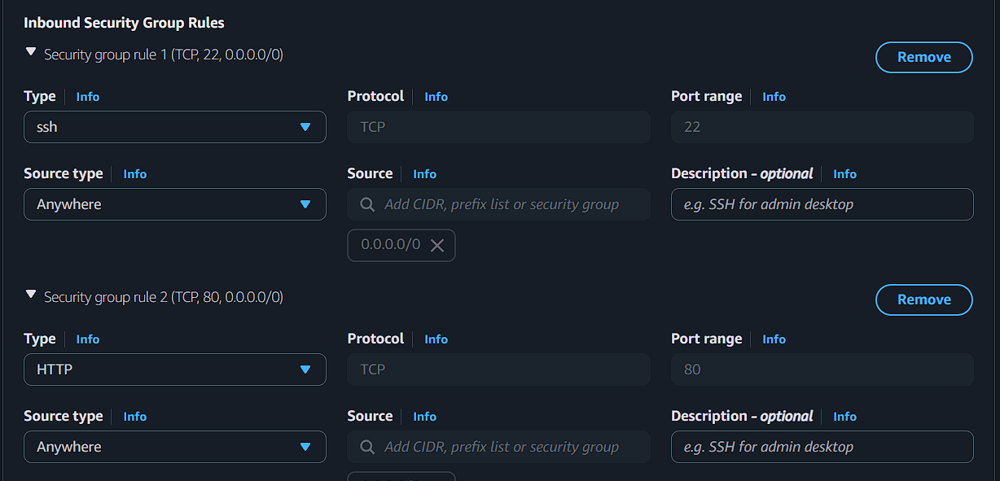 Inbound Security Group Rules
Security group rule 1 (TCP, 22, 0.0.0.0/0)
Remove
Type Info
Protocol Info
Port range Info
ssh
TCP
22
Source type Info
Source Info
Description - optional Info
Anywhere
Add CIDR, prefix list or security group
e.g. SSH for admin desktop
0.0.0.0/0
Security group rule 2 (TCP, 80, 0.0.0.0/0)
Remove
Type Info
Protocol Info
Port range Info
HTTP
TCP
80
Source type Info
Source Info
Description - optional Info
Anywhere
Add CIDR, prefix list or security group
e.g. SSH for admin desktop